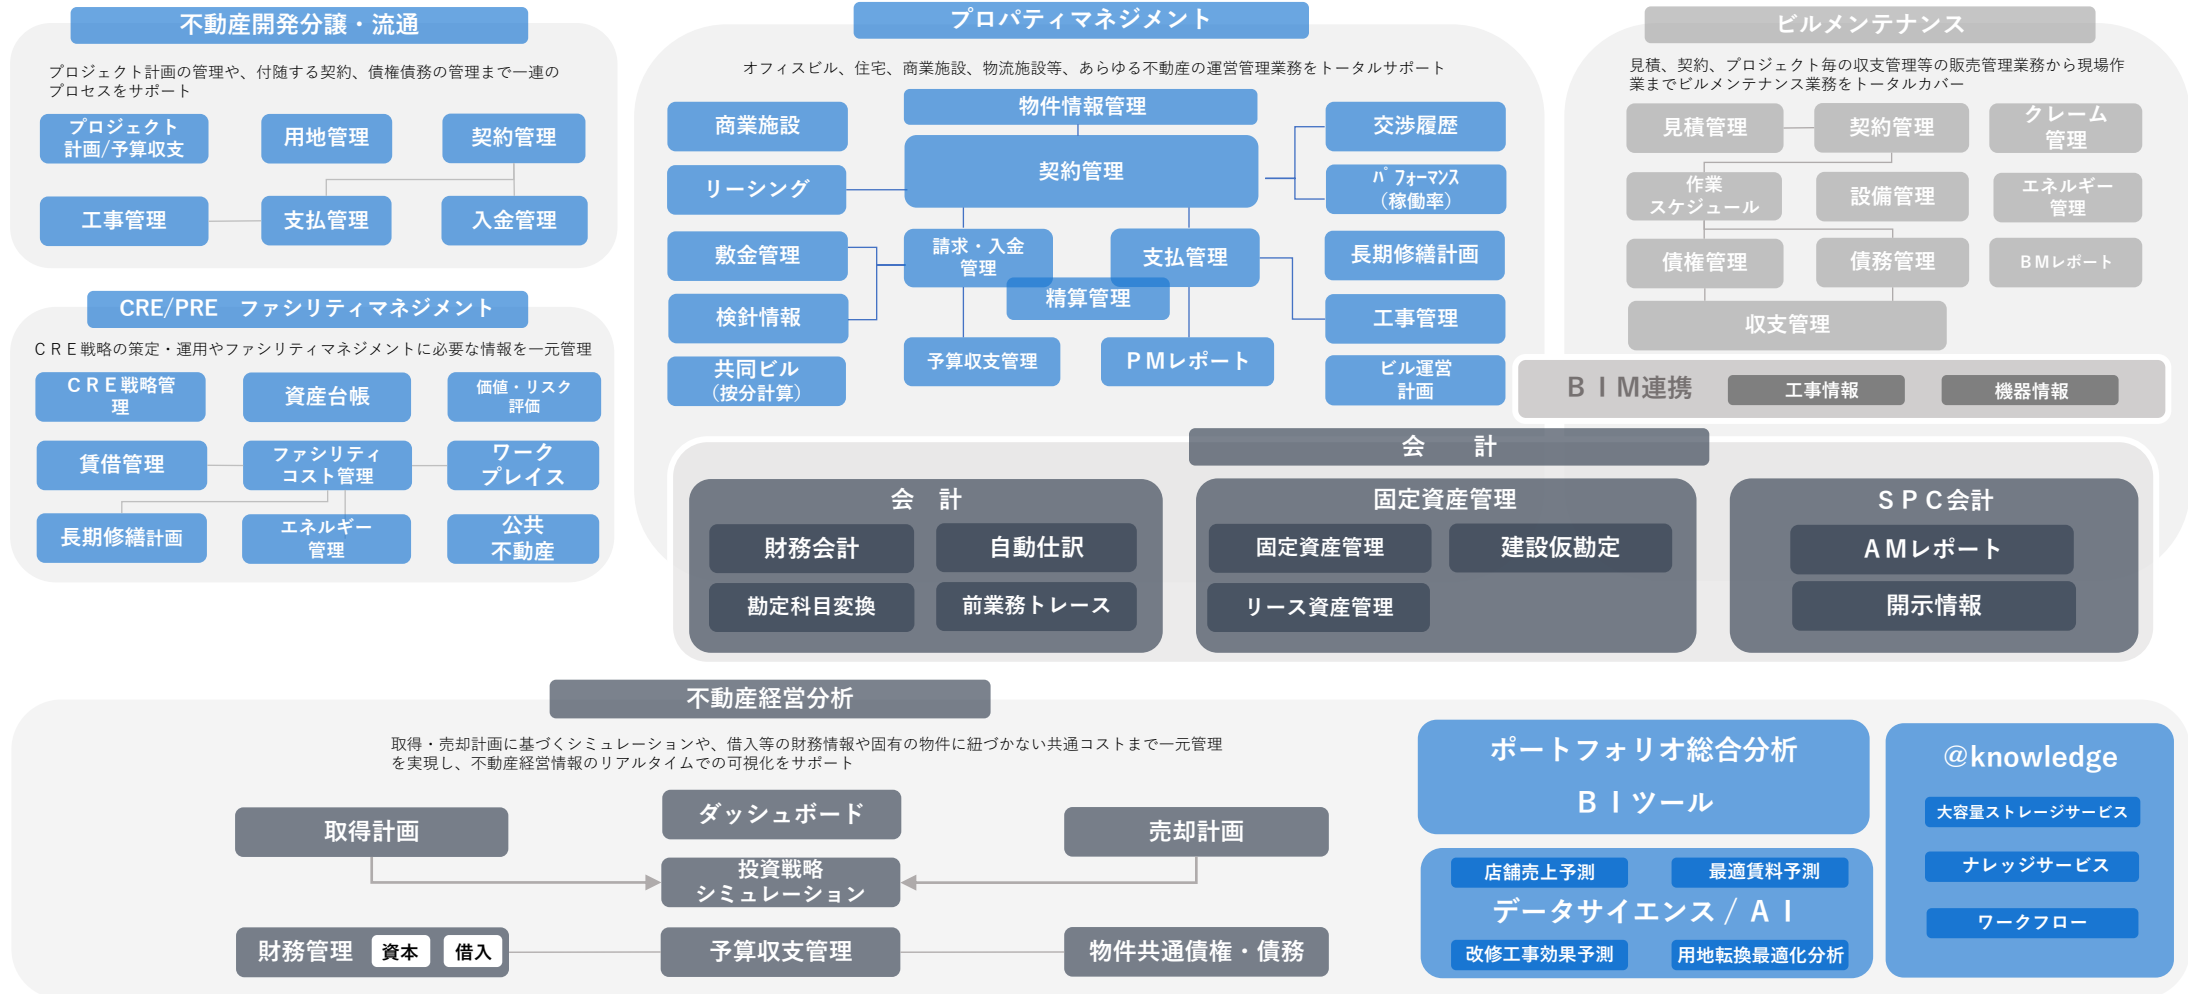 不動産開発分譲・流通
プロジェクト計画の管理や、付随する契約、債権債務の管理まで一連の
プロセスをサポート
プロジェクト
計画/予算収支
用地管理
契約管理
工事管理
支払管理
入金管理
CRE/PRE　ファシリティマネジメント
ＣＲＥ戦略の策定・運用やファシリティマネジメントに必要な情報を一元管理
ＣＲＥ戦略管
理
資産台帳
価値・リスク
評価
賃借管理
ファシリティ
コスト管理
ワーク
プレイス
長期修繕計画
エネルギー
管理
公共
不動産
プロパティマネジメント
オフィスビル、住宅、商業施設、物流施設等、あらゆる不動産の運営管理業務をトータルサポート
商業施設
物件情報管理
交渉履歴
リーシング
契約管理
ﾊﾟﾌｫｰﾏﾝｽ
（稼働率）
敷金管理
請求・入金
管理
支払管理
長期修繕計画
検針情報
精算管理
工事管理
共同ビル
（按分計算）
予算収支管理
ＰＭレポート
ビル運営
計画
ビルメンテナンス
見積、契約、プロジェクト毎の収支管理等の販売管理業務から現場作
業までビルメンテナンス業務をトータルカバー
見積管理
契約管理
クレーム
管理
作業
スケジュール
設備管理
エネルギー
管理
債権管理
債務管理
ＢＭレポート
収支管理
ＢＩＭ連携
工事情報
機器情報
会　　計
会　計
財務会計
自動仕訳
勘定科目変換
前業務トレース
固定資産管理
固定資産管理
建設仮勘定
リース資産管理
ＳＰＣ会計
ＡＭレポート
開示情報
不動産経営分析
取得・売却計画に基づくシミュレーションや、借入等の財務情報や固有の物件に紐づかない共通コストまで一元管理
を実現し、不動産経営情報のリアルタイムでの可視化をサポート
取得計画
ダッシュボード
売却計画
投資戦略
シミュレーション
財務管理
資本
借入
予算収支管理
物件共通債権・債務
ポートフォリオ総合分析
ＢＩツール
店舗売上予測
最適賃料予測
データサイエンス / ＡＩ
改修工事効果予測
用地転換最適化分析
@knowledge
大容量ストレージサービス
ナレッジサービス
ワークフロー